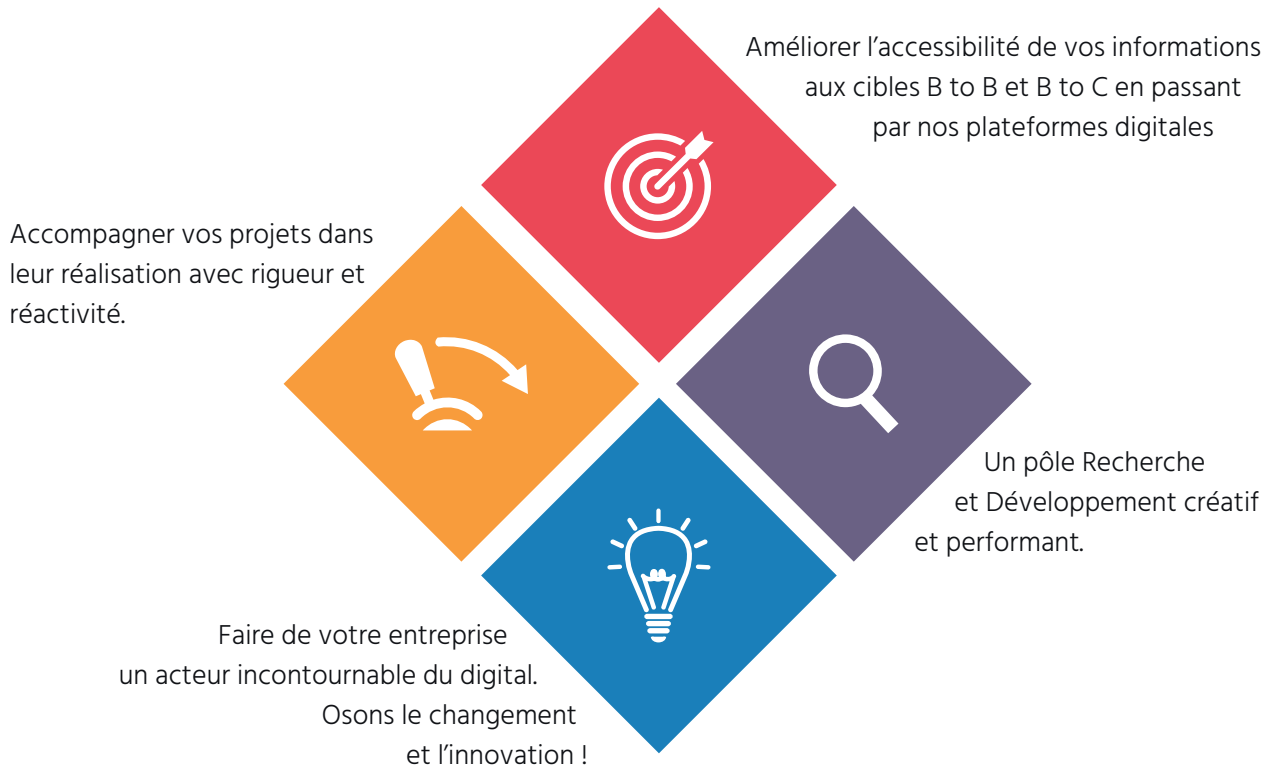 Améliorer l'accessibilité de vos informations
aux cibles B to B et B to C en passant
par nos plateformes digitales
Accompagner vos projets dans
leur réalisation avec rigueur et
réactivité.
Un pôle Recherche
et Développement créatif
et performant.
Faire de votre entreprise
un acteur incontournable du digital.
Osons le changement
et l'innovation !